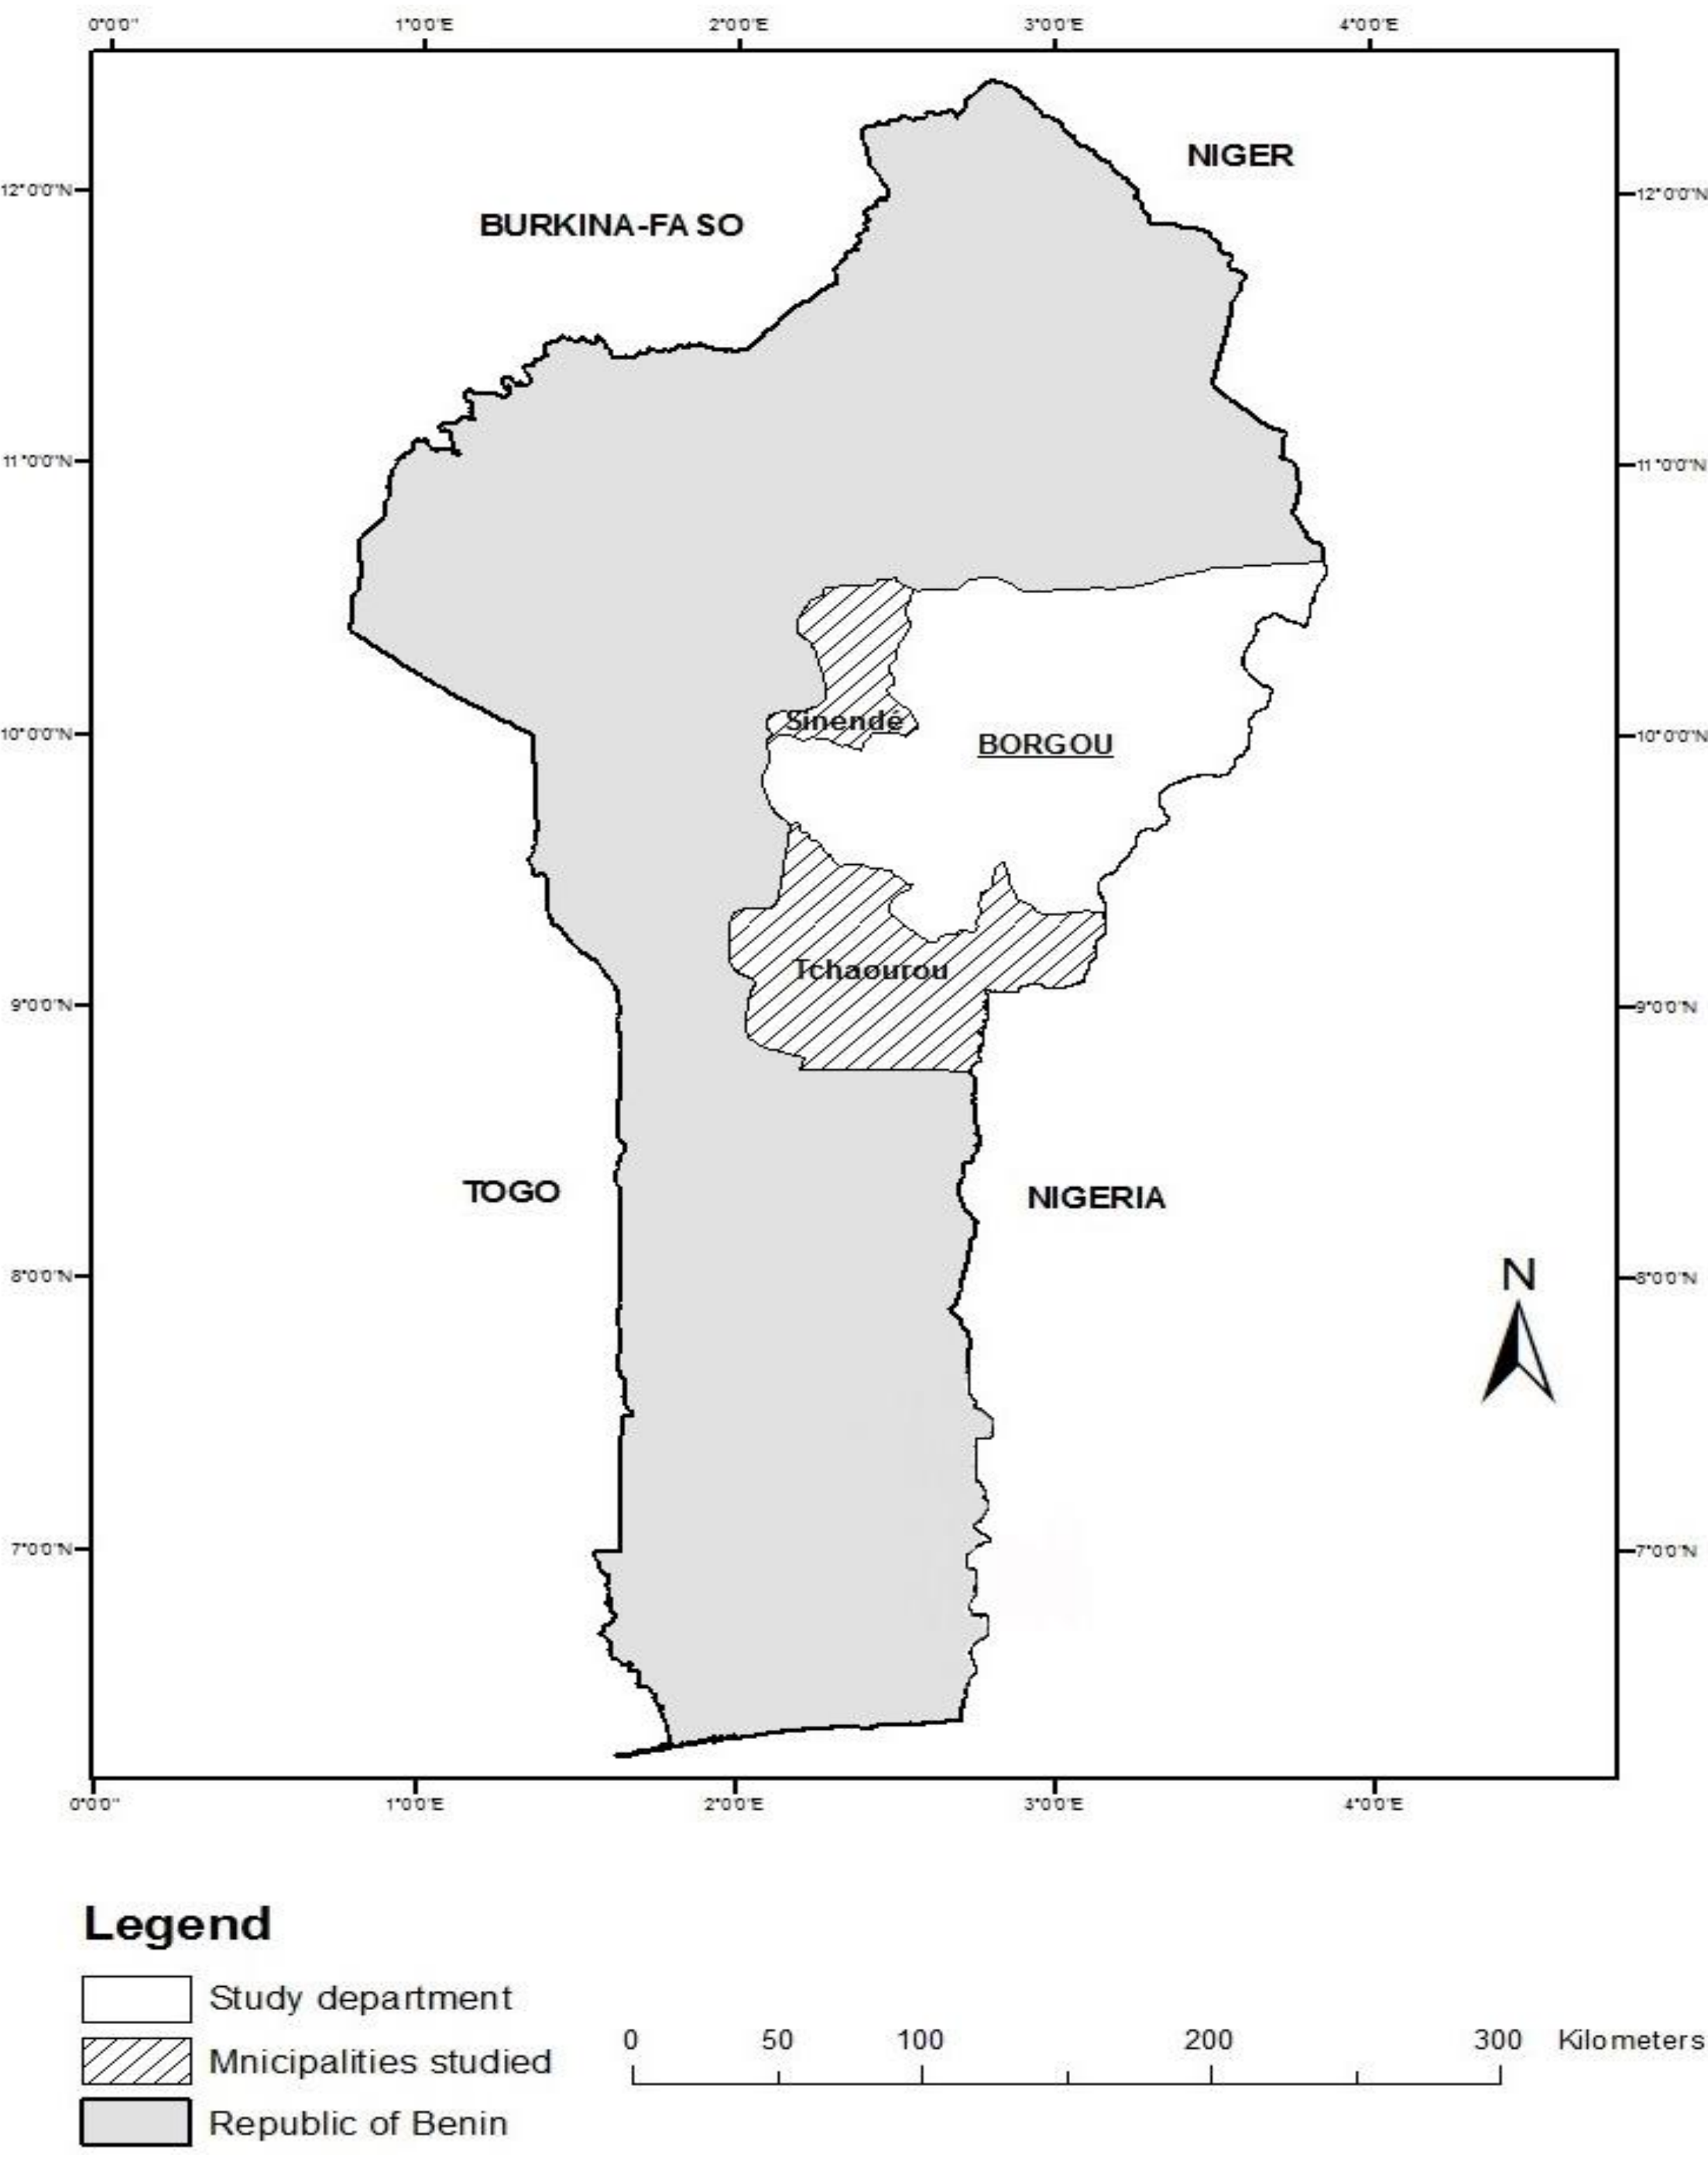 0°0'0" 1°0'0"E 2°0'0"E 3°0'0"E 4°0'0"E
NIGER
12°0'0"N 12°0'0"N
BURKINA-FASO
11°0'0"N 11°0'0"N
Sinendé
10°0'0"N 10°0'0"N
BORGOU
Tchaourou
9°0'0"N 9°0'0"N
TOGO NIGERIA
N
8°0'0"N 8°0'0"N
7°0'0"N 7°0'0"N
0°0'0" 1°0'0"E 2°0'0"E 3°0'0"E 4°0'0"E
Legend
Study department
Mnicipalities studied
Republic of Benin
0 50 100 200 300 Kilometers